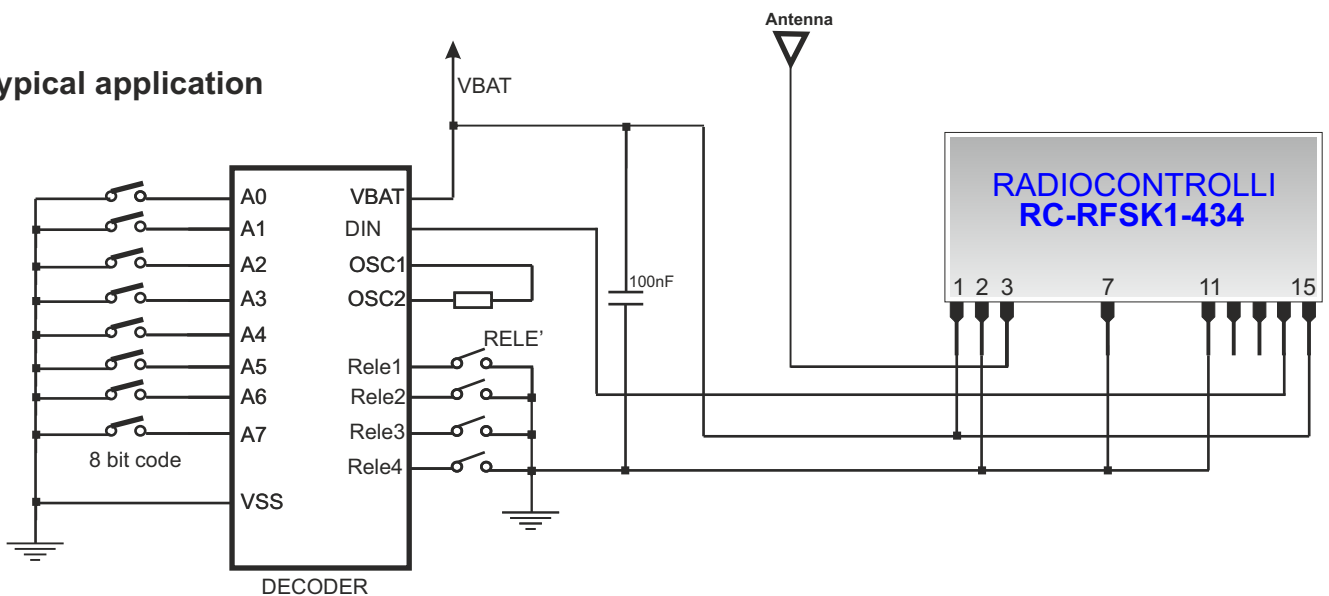 Antenna
ypical application
VBAT
RADIOCONTROLLI
RC-RFSK1-434
A0
A1
A2
A3
A4
A5
A6
A7
VSS
8 bit code
VBAT
DIN
OSC1
OSC2
Rele1
Rele2
Rele3
Rele4
RELE'
100nF
1 2 3 7 11 15
DECODER